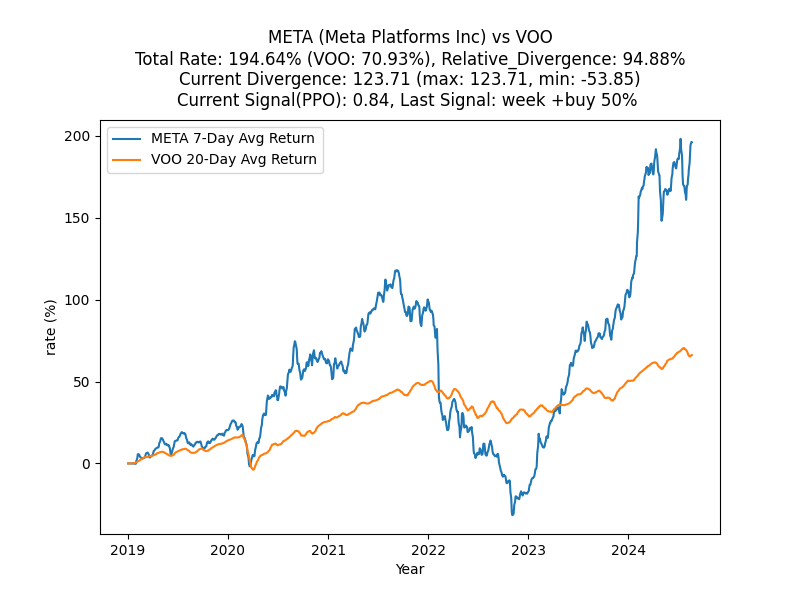 META (Meta Platforms Inc) vs VOO
Total Rate: 194.64% (VOO: 70.93%), Relative_Divergence: 94.88%
Current Divergence: 123.71 (max: 123.71, min: -53.85)
Current Signal(PPO): 0.84, Last Signal: week +buy 50%
META 7-Day Avg Return
VOO 20-Day Avg Return
rate (%)
200
150
100
50
0
2019
2020
2021
2022
2023
2024
Year